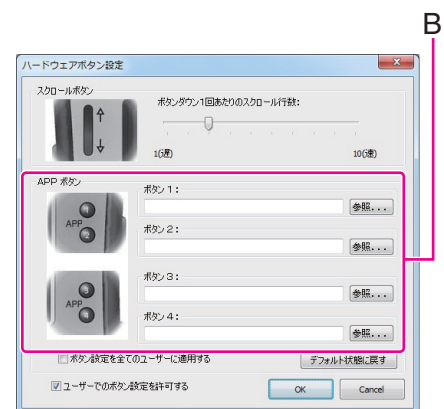 B
ハードウェアボタン設定
スクロールボタン
ボタンダウン1回あたりのスクロール行数:
1(遅)
10(速)
APP ボタン
ボタン 1:
APP 1 2
参照...
ボタン 2:
参照...
ボタン 3:
APP 3 4
参照...
ボタン 4:
参照...
ボタン設定を全てのユーザーに適用する
デフォルト状態に戻す
ユーザーでのボタン設定を許可する
OK
Cancel